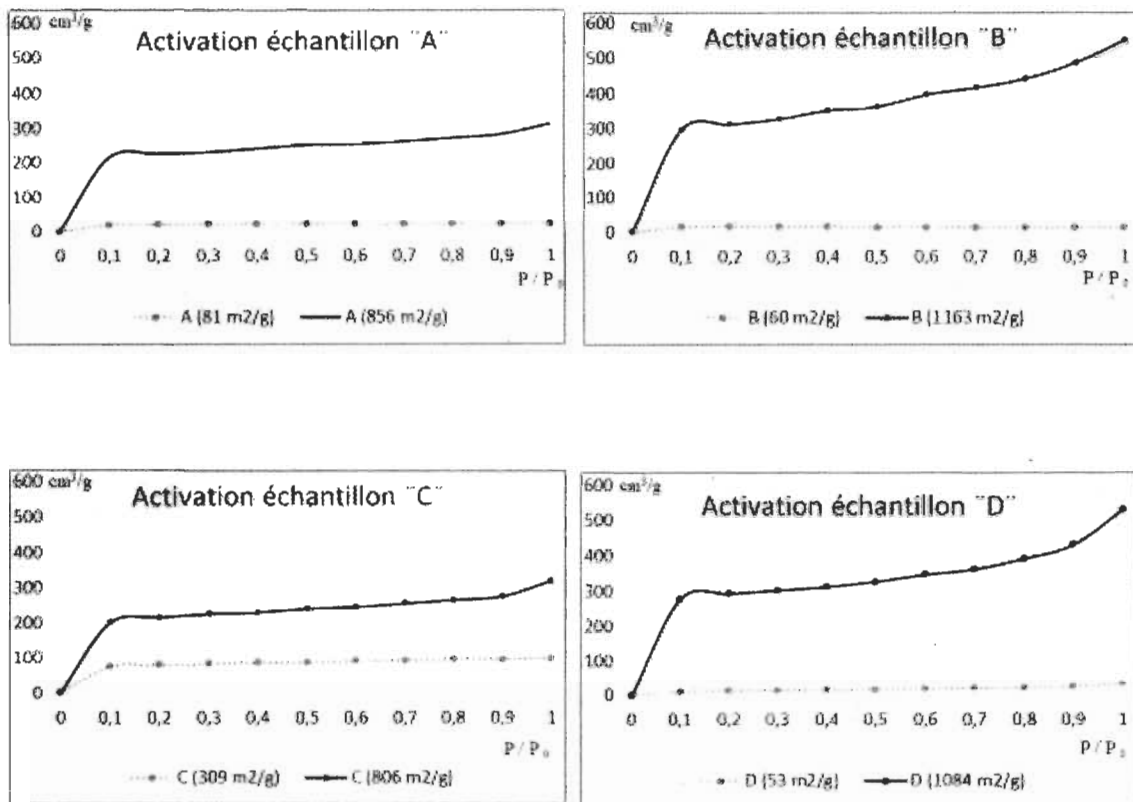 600 cm³/g
Activation échantillon ¨A¨
500
400
300
200
100
0
0 0,1 0,2 0,3 0,4 0,5 0,6 0,7 0,8 0,9 1
P / P₀
A (81 m2/g) A (856 m2/g)
600 cm³/g
Activation échantillon ¨B¨
500
400
300
200
100
0
0 0,1 0,2 0,3 0,4 0,5 0,6 0,7 0,8 0,9 1
P / P₀
B (60 m2/g) B (1163 m2/g)
600 cm³/g
Activation échantillon ¨C¨
500
400
300
200
100
0
0 0,1 0,2 0,3 0,4 0,5 0,6 0,7 0,8 0,9 1
P / P₀
C (309 m2/g) C (806 m2/g)
600 cm³/g
Activation échantillon ¨D¨
500
400
300
200
100
0
0 0,1 0,2 0,3 0,4 0,5 0,6 0,7 0,8 0,9 1
P / P₀
D (53 m2/g) D (1084 m2/g)